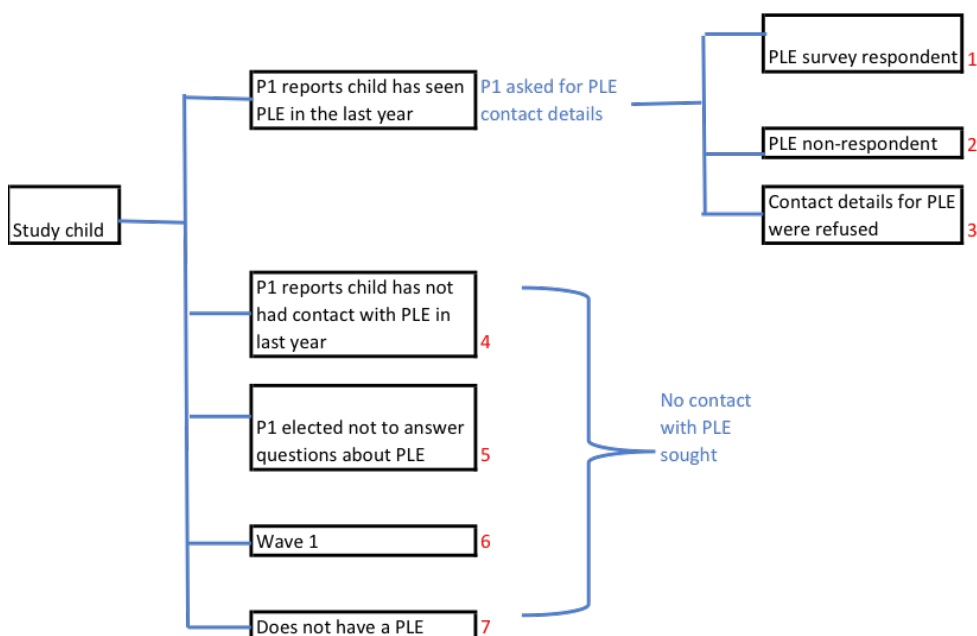 PLE survey respondent 1
P1 reports child has seen
PLE in the last year
P1 asked for PLE
contact details
PLE non-respondent 2
Contact details for PLE
were refused 3
Study child
P1 reports child has not
had contact with PLE in
last year 4
P1 elected not to answer
questions about PLE 5
No contact
with PLE
sought
Wave 1 6
Does not have a PLE 7